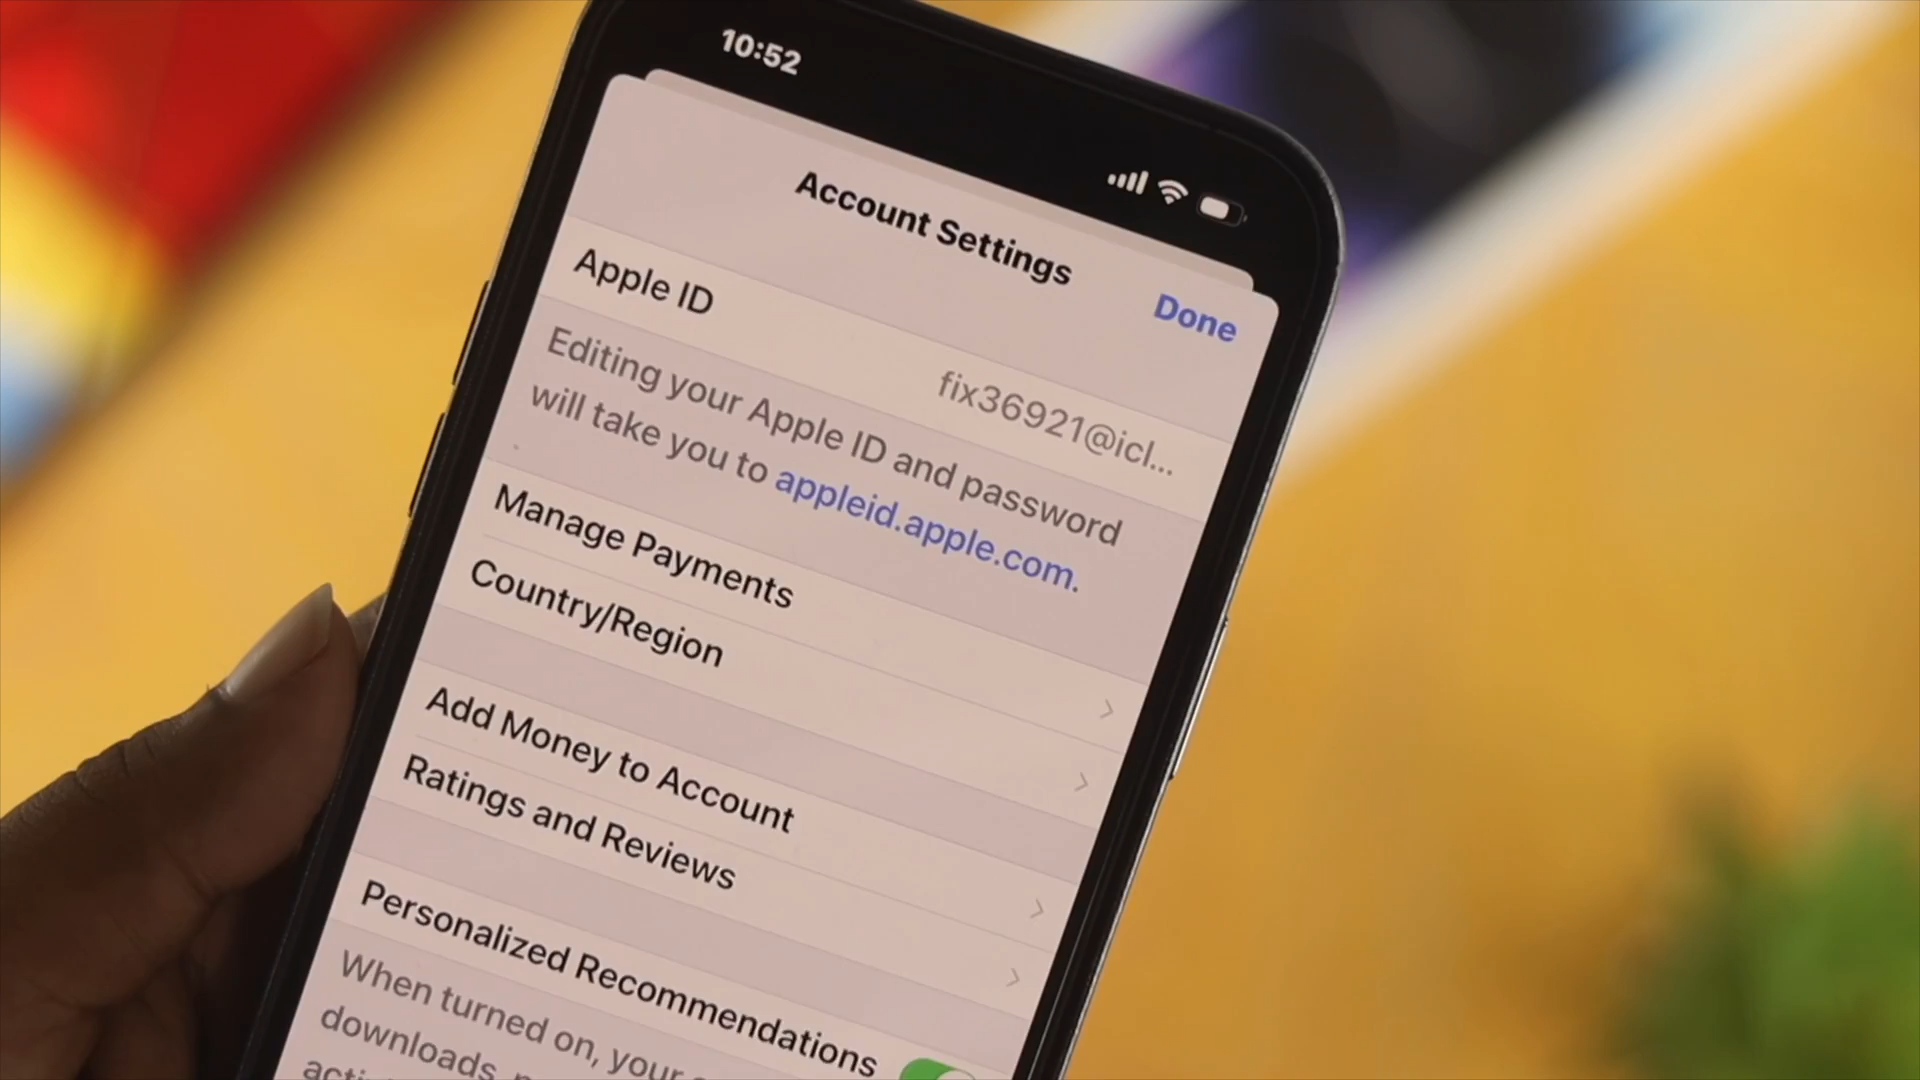 10:52
Account Settings
Done
Apple ID
fix36921@icl...
Editing your Apple ID and password
will take you to appleid.apple.com.
Manage Payments
Country/Region
Add Money to Account
Ratings and Reviews
Personalized Recommendations
When turned on, your
downloads,